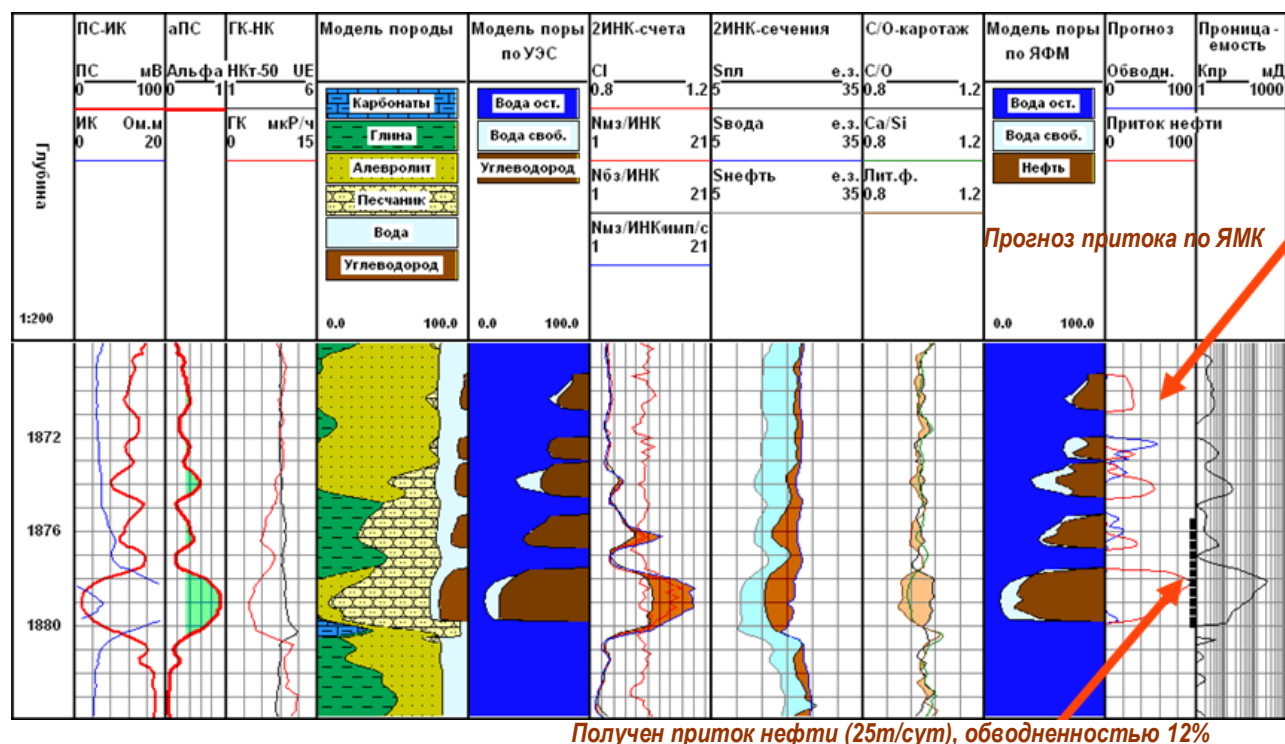 ПС-ИК
ПС мВ
0 100
ИК Ом.м
0 20
аПС
Альфа
0 1
ГК-НК
НКт-50 UE
1 6
ГК мкР/ч
0 15
Модель породы
Карбонаты
Глина
Алевролит
Песчаник
Вода
Углеводород
0.0 100.0
Модель поры
по УЭС
Вода ост.
Вода своб.
Углеводород
0.0 100.0
2ИНК-счета
CI
0.8 1.2
Nмз/ИНК
1 21
Nбз/ИНК
1 21
Nмз/ИНКимп/с
1 21
2ИНК-сечения
Sпл е.з.
5 35
Sвода е.з.
5 35
Sнефть е.з.
5 35
С/О-каротаж
С/О
0.8 1.2
Ca/Si
0.8 1.2
Лит.ф.
0.8 1.2
Модель поры
по ЯФМ
Вода ост.
Вода своб.
Нефть
0.0 100.0
Прогноз
Обводн.
0 100
Приток нефти
0 100
Проница-
емость
Кпр мД
1 1000
Глубина
1:200
Прогноз притока по ЯМК
1872
1876
1880
Получен приток нефти (25т/сут), обводненностью 12%